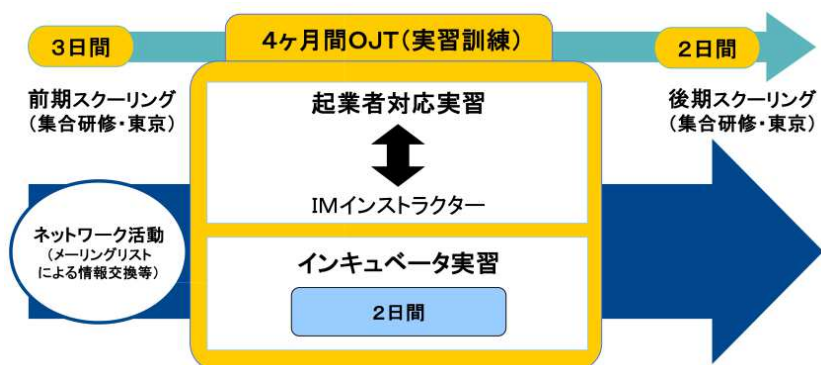 3日間
4ヶ月間OJT(実習訓練)
2日間
前期スクーリング
(集合研修・東京)
起業者対応実習
IMインストラクター
後期スクーリング
(集合研修・東京)
ネットワーク活動
(メーリングリスト
による情報交換等)
インキュベータ実習
2日間